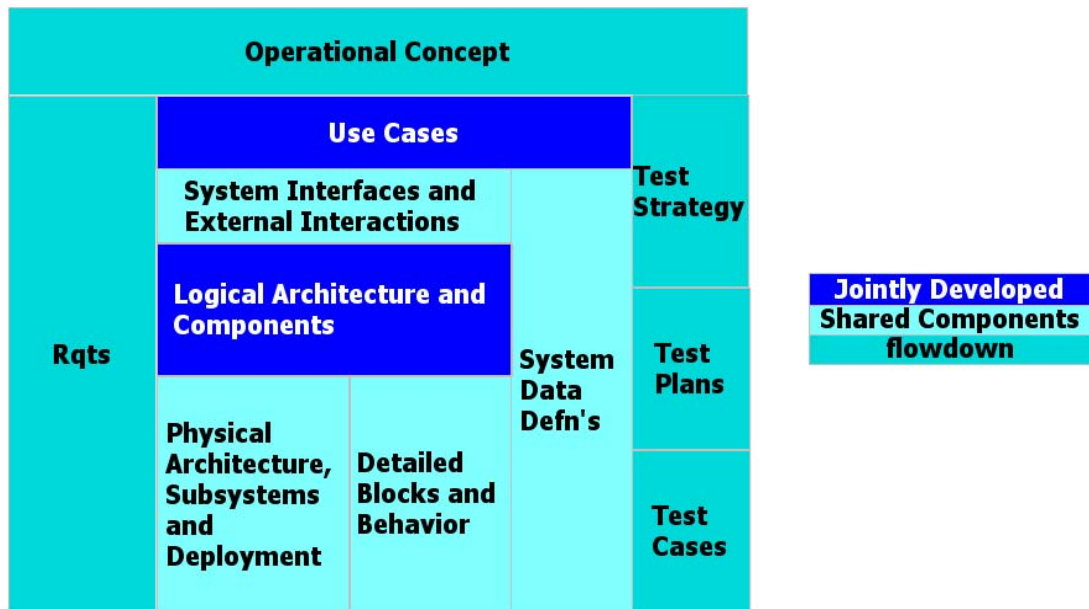 Operational Concept
Use Cases
System Interfaces and
External Interactions
Test
Strategy
Logical Architecture and
Components
Rqts
System
Data
Defn's
Test
Plans
Physical
Architecture,
Subsystems
and
Deployment
Detailed
Blocks and
Behavior
Test
Cases
Jointly Developed
Shared Components
flowdown